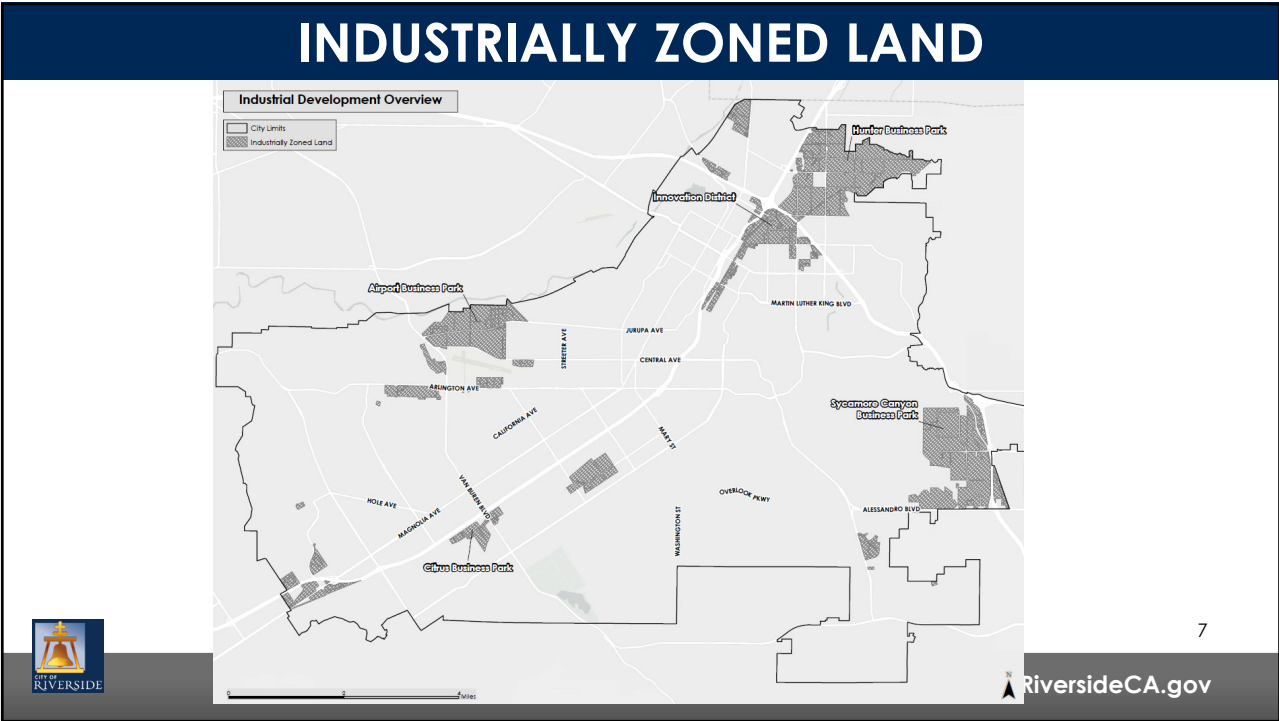 INDUSTRIALLY ZONED LAND
Industrial Development Overview
City Limits
Industrially Zoned Land
Hunter Business Park
Innovation District
Airport Business Park
MARTIN LUTHER KING BLVD
JURUPA AVE
STREETER AVE
CENTRAL AVE
ARLINGTON AVE
Sycamore Canyon
Business Park
CALIFORNIA AVE
MARY ST
VAN BUREN BLVD
OVERLOOK PKWY
HOLE AVE
MAGNOLIA AVE
ALESSANDRO BLVD
WASHINGTON ST
Citrus Business Park
7
CITY OF
RIVERSIDE
0 2 4 Miles
N
RiversideCA.gov